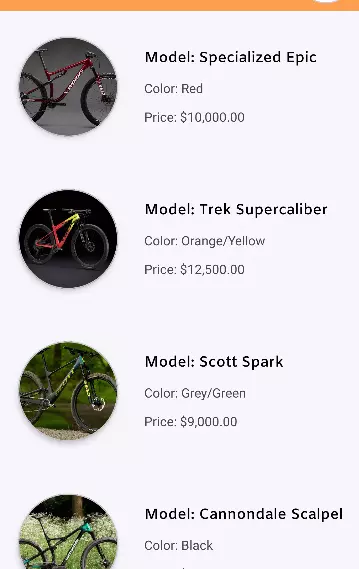 Model: Specialized Epic
Color: Red
Price: $10,000.00
Model: Trek Supercaliber
Color: Orange/Yellow
Price: $12,500.00
Model: Scott Spark
Color: Grey/Green
Price: $9,000.00
Model: Cannondale Scalpel
Color: Black